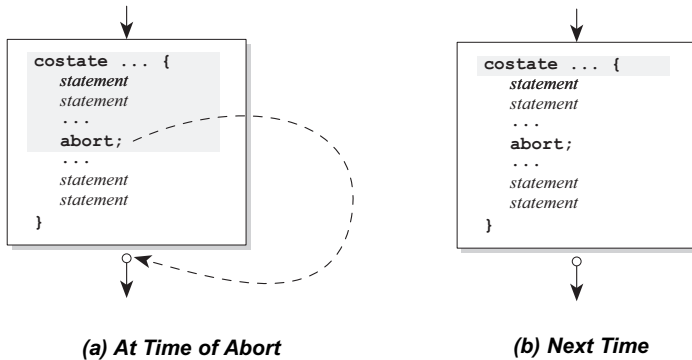 costate ... {
statement
statement
...
abort;
...
statement
statement
}
(a) At Time of Abort
costate ... {
statement
statement
...
abort;
...
statement
statement
}
(b) Next Time